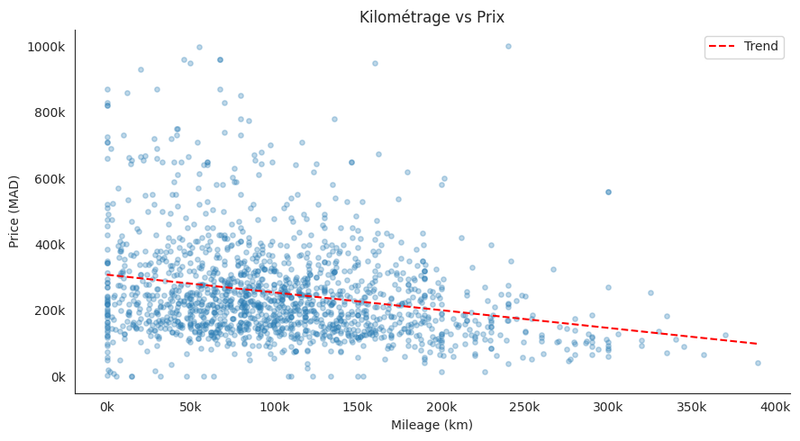 Kilométrage vs Prix
Trend
Price (MAD)
1000k
800k
600k
400k
200k
0k
0k 50k 100k 150k 200k 250k 300k 350k 400k
Mileage (km)